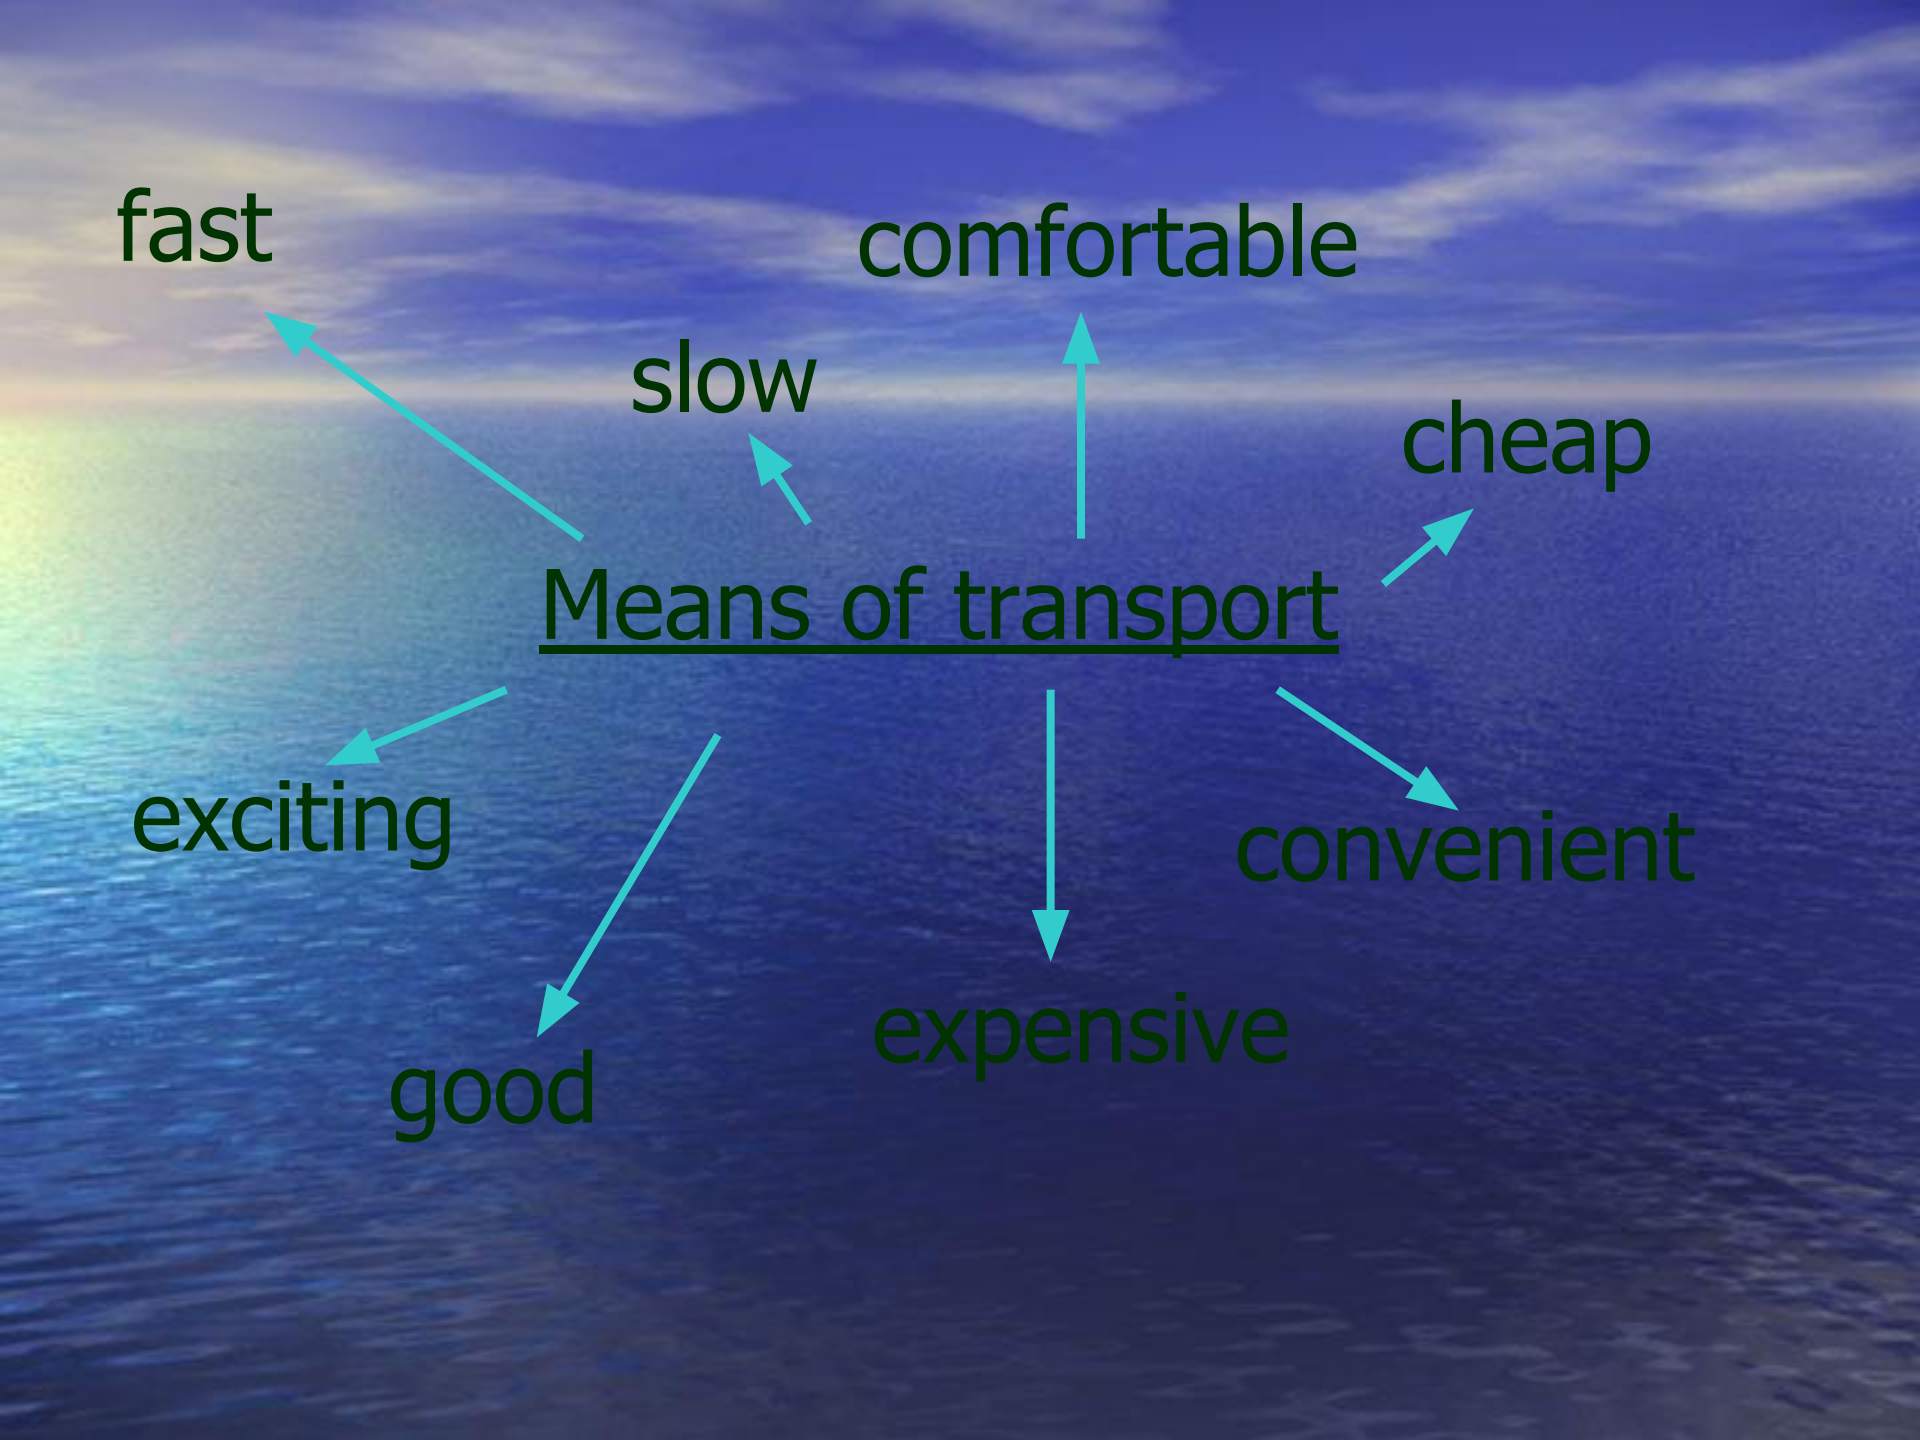 fast
comfortable
slow
cheap
Means of transport
exciting
convenient
expensive
good